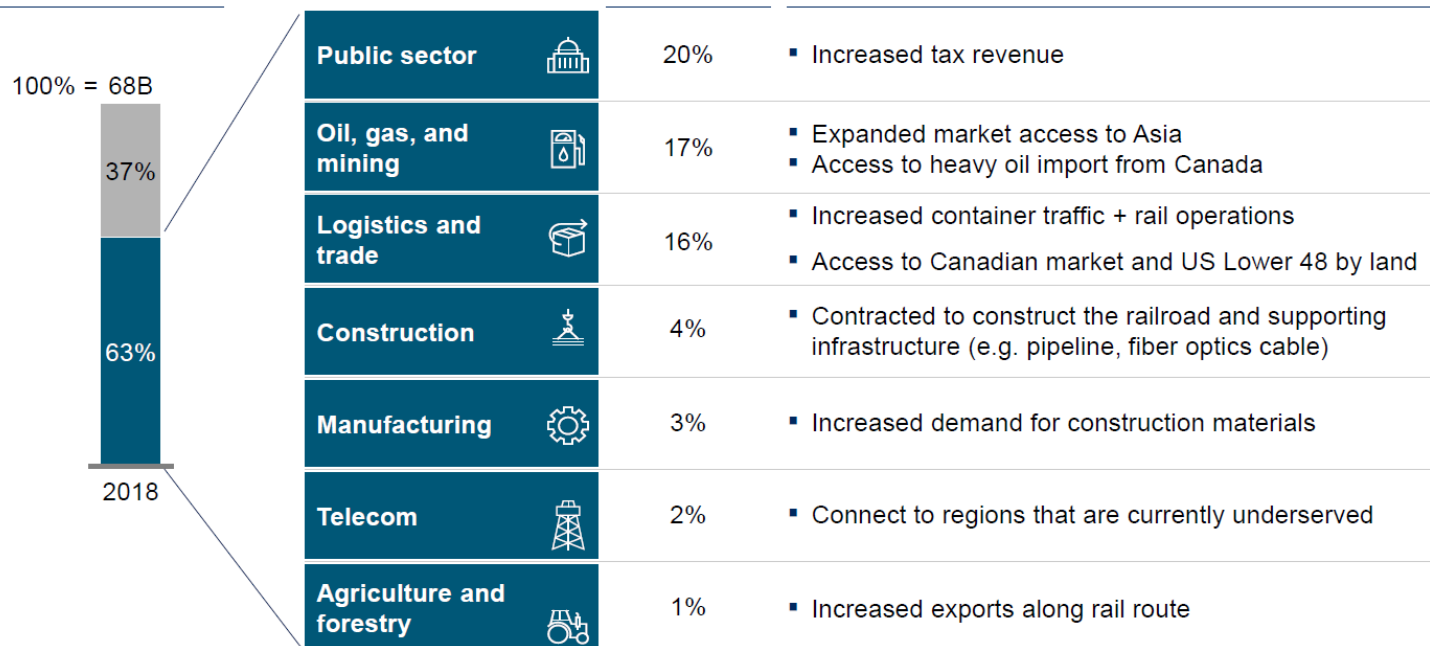 100% = 68B
37%
63%
2018
Public sector
20%
▪ Increased tax revenue
Oil, gas, and
mining
17%
▪ Expanded market access to Asia
▪ Access to heavy oil import from Canada
Logistics and
trade
16%
▪ Increased container traffic + rail operations
▪ Access to Canadian market and US Lower 48 by land
Construction
4%
▪ Contracted to construct the railroad and supporting
infrastructure (e.g. pipeline, fiber optics cable)
Manufacturing
3%
▪ Increased demand for construction materials
Telecom
2%
▪ Connect to regions that are currently underserved
Agriculture and
forestry
1%
▪ Increased exports along rail route